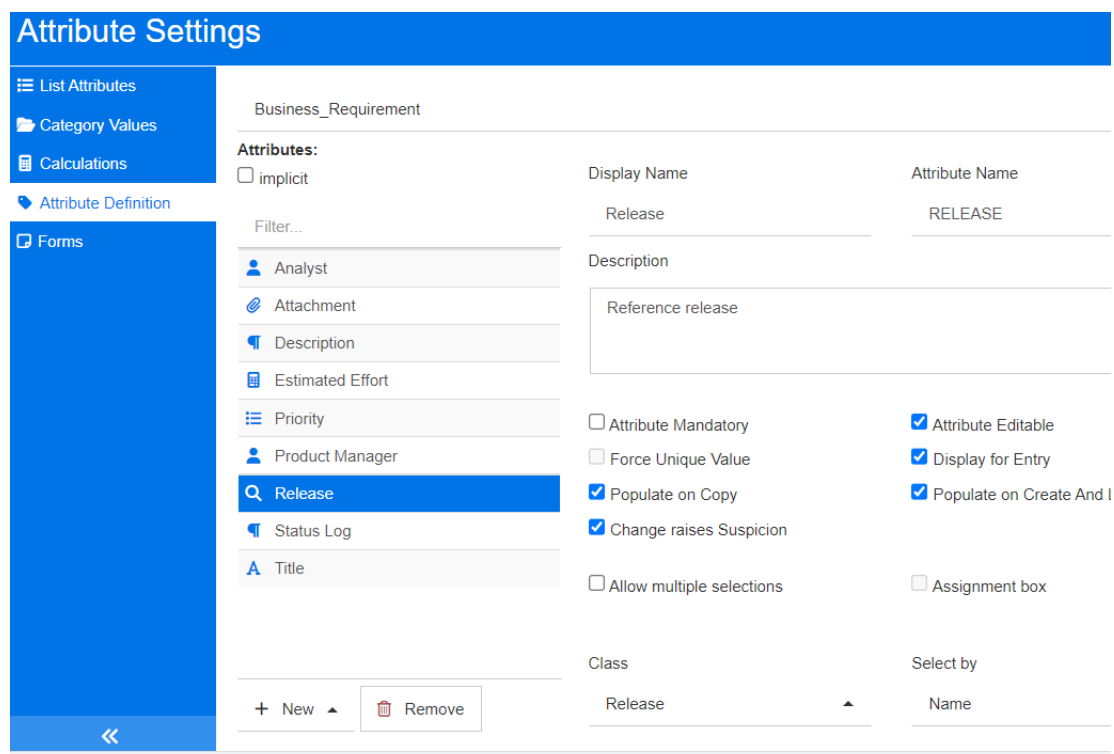 Attribute Settings
List Attributes
Category Values
Calculations
Attribute Definition
Forms
Business_Requirement
Attributes:
implicit
Filter...
Analyst
Attachment
Description
Estimated Effort
Priority
Product Manager
Release
Status Log
Title
+ New
Remove
Display Name
Attribute Name
Release
RELEASE
Description
Reference release
Attribute Mandatory
Attribute Editable
Force Unique Value
Display for Entry
Populate on Copy
Populate on Create And
Change raises Suspicion
Allow multiple selections
Assignment box
Class
Select by
Release
Name